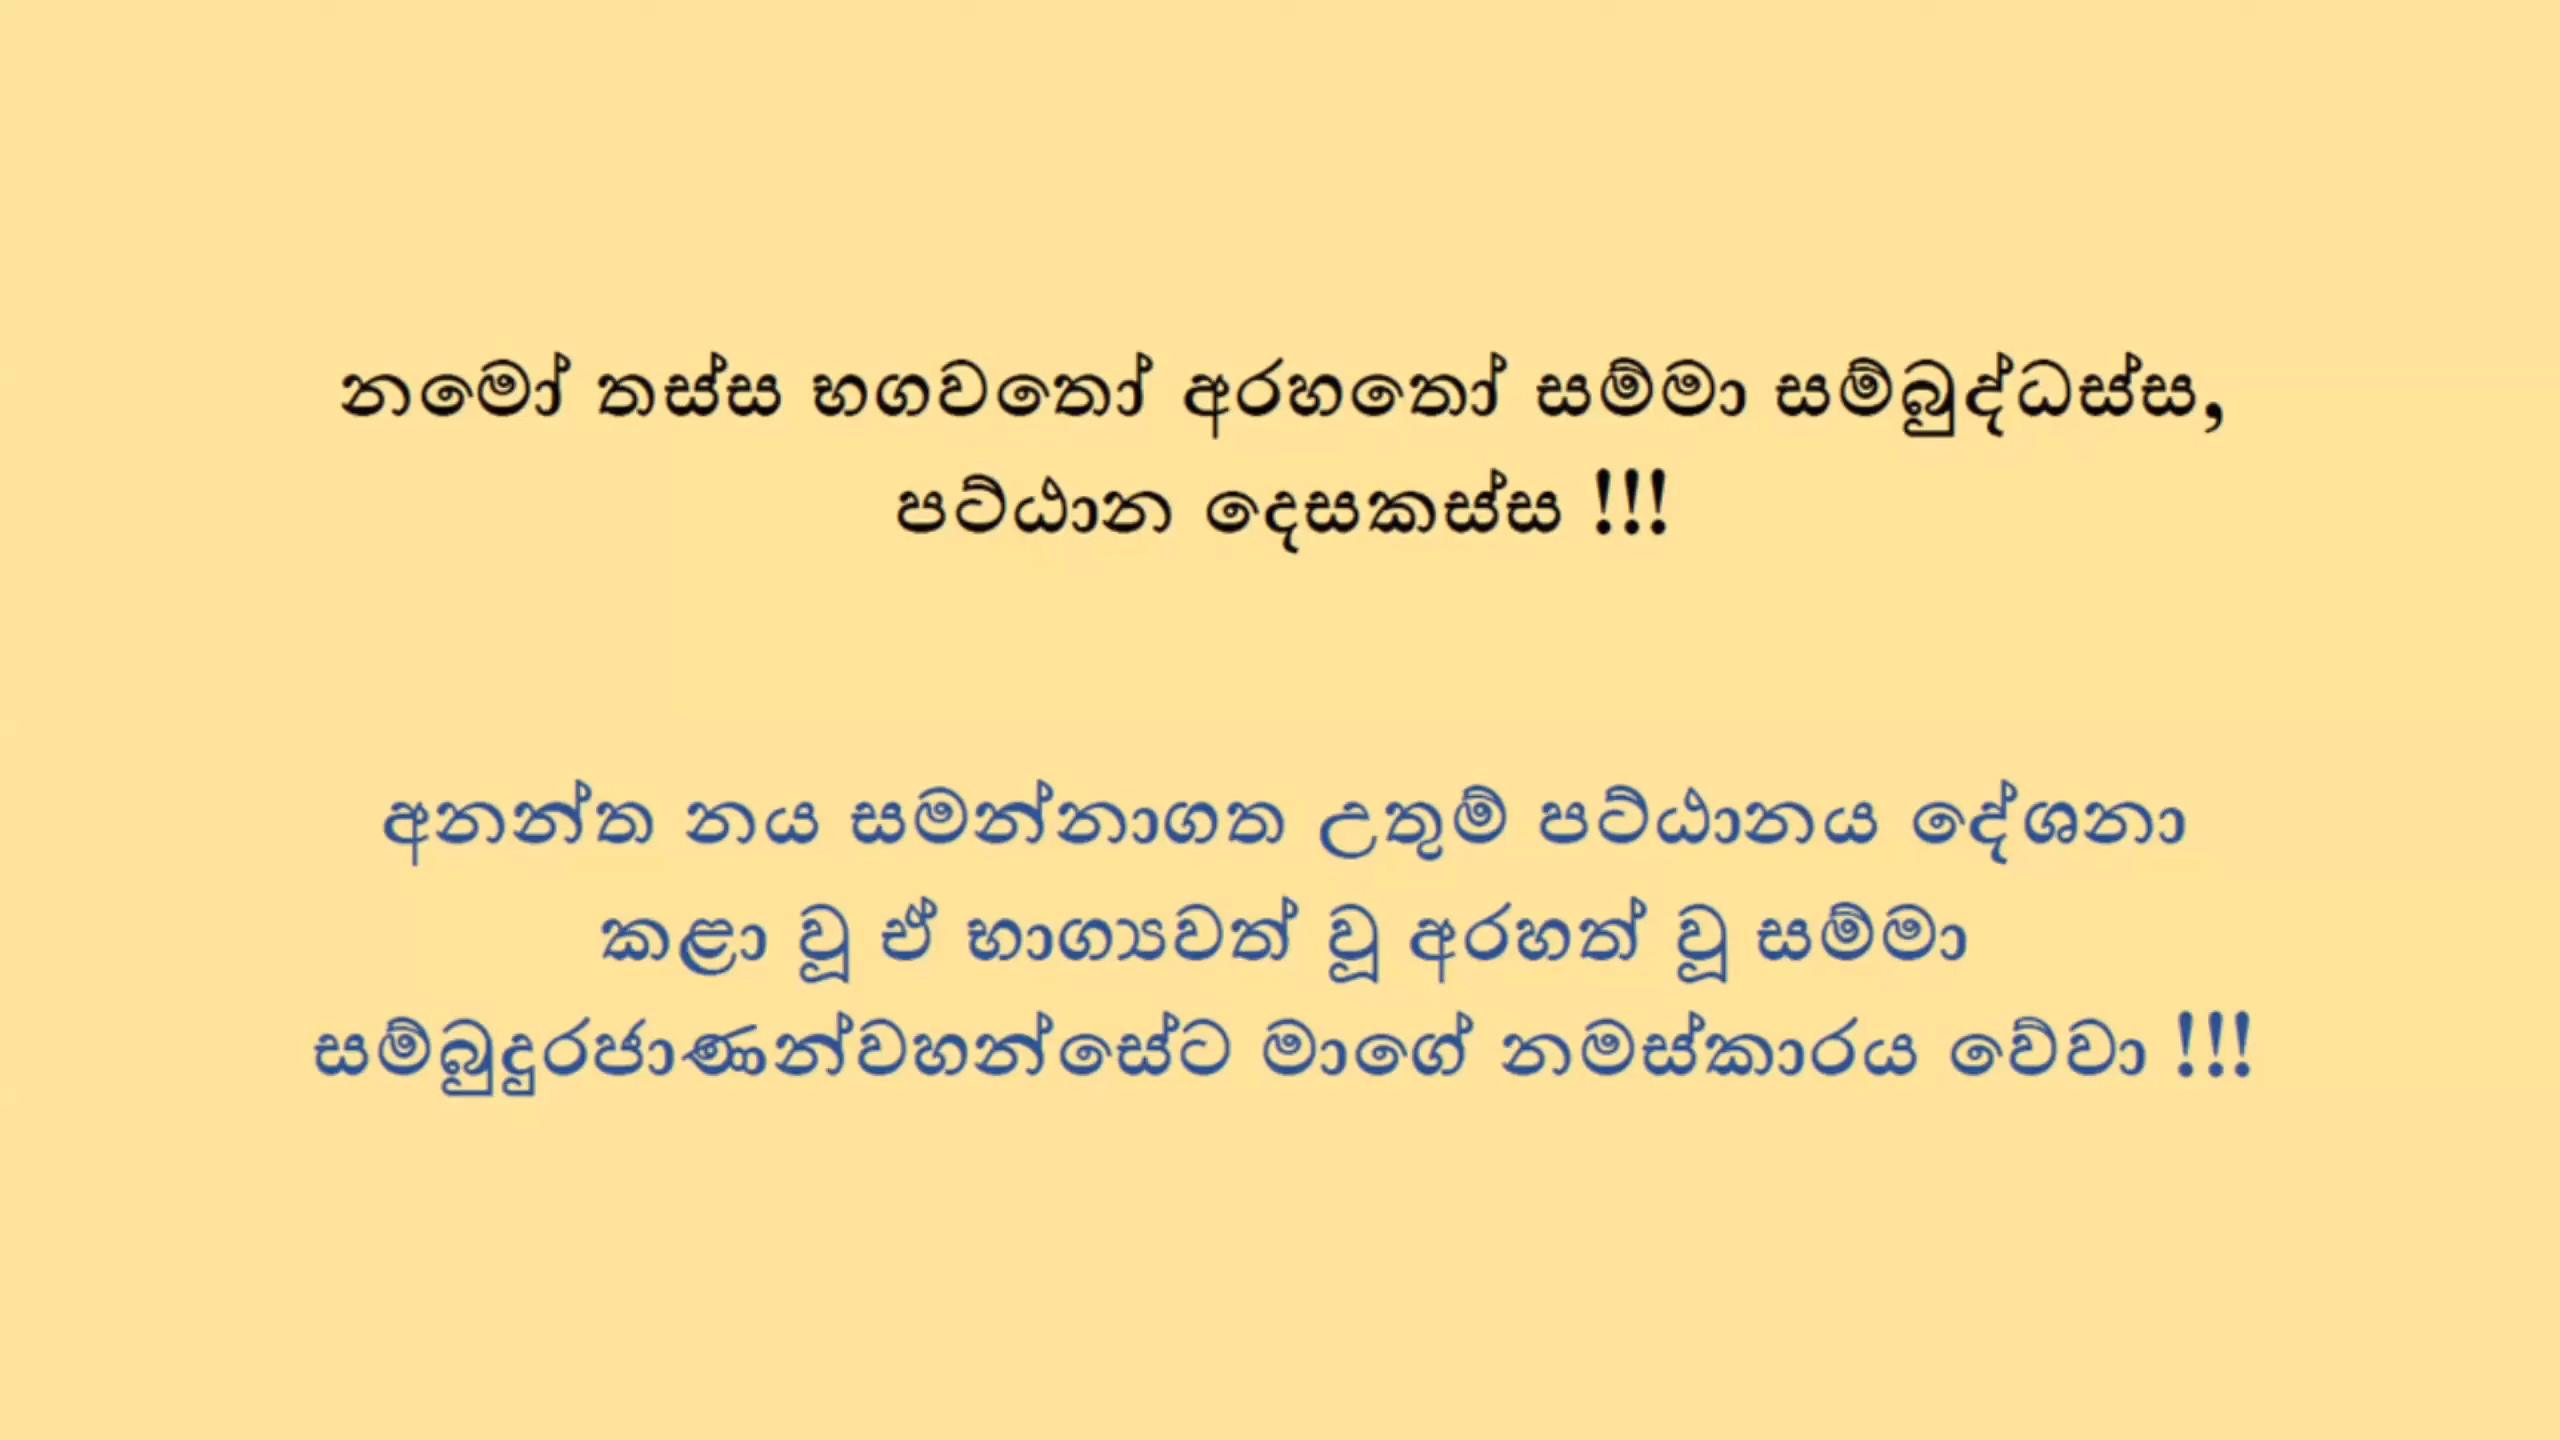 නමෝ තස්ස භගවතෝ අරහතෝ සම්මා සම්බුද්ධස්ස,
පට්ඨාන දෙසකස්ස !!!
අනන්ත නය සමන්නාගත උතුම් පට්ඨානය දේශනා
කළා වූ ඒ භාග්‍යවත් වූ අරහත් වූ සම්මා
සම්බුදුරජාණන්වහන්සේට මාගේ නමස්කාරය වේවා !!!